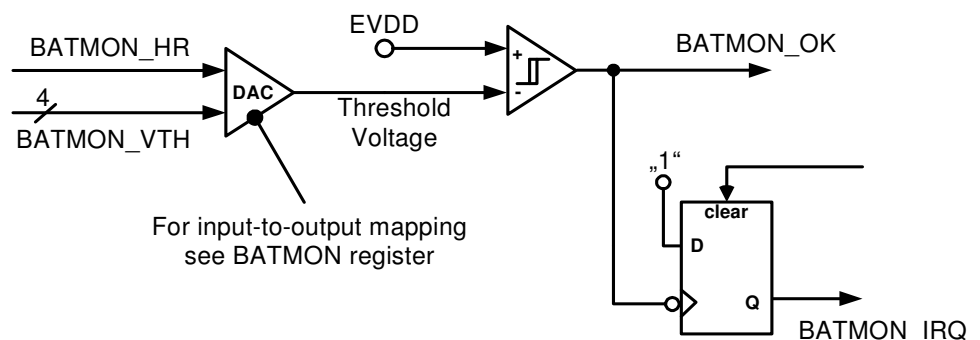 EVDD
BATMON_HR
BATMON_OK
+
DAC
-
4
Threshold
Voltage
BATMON_VTH
„1“
clear
For input-to-output mapping
see BATMON register
D
Q
BATMON_IRQ